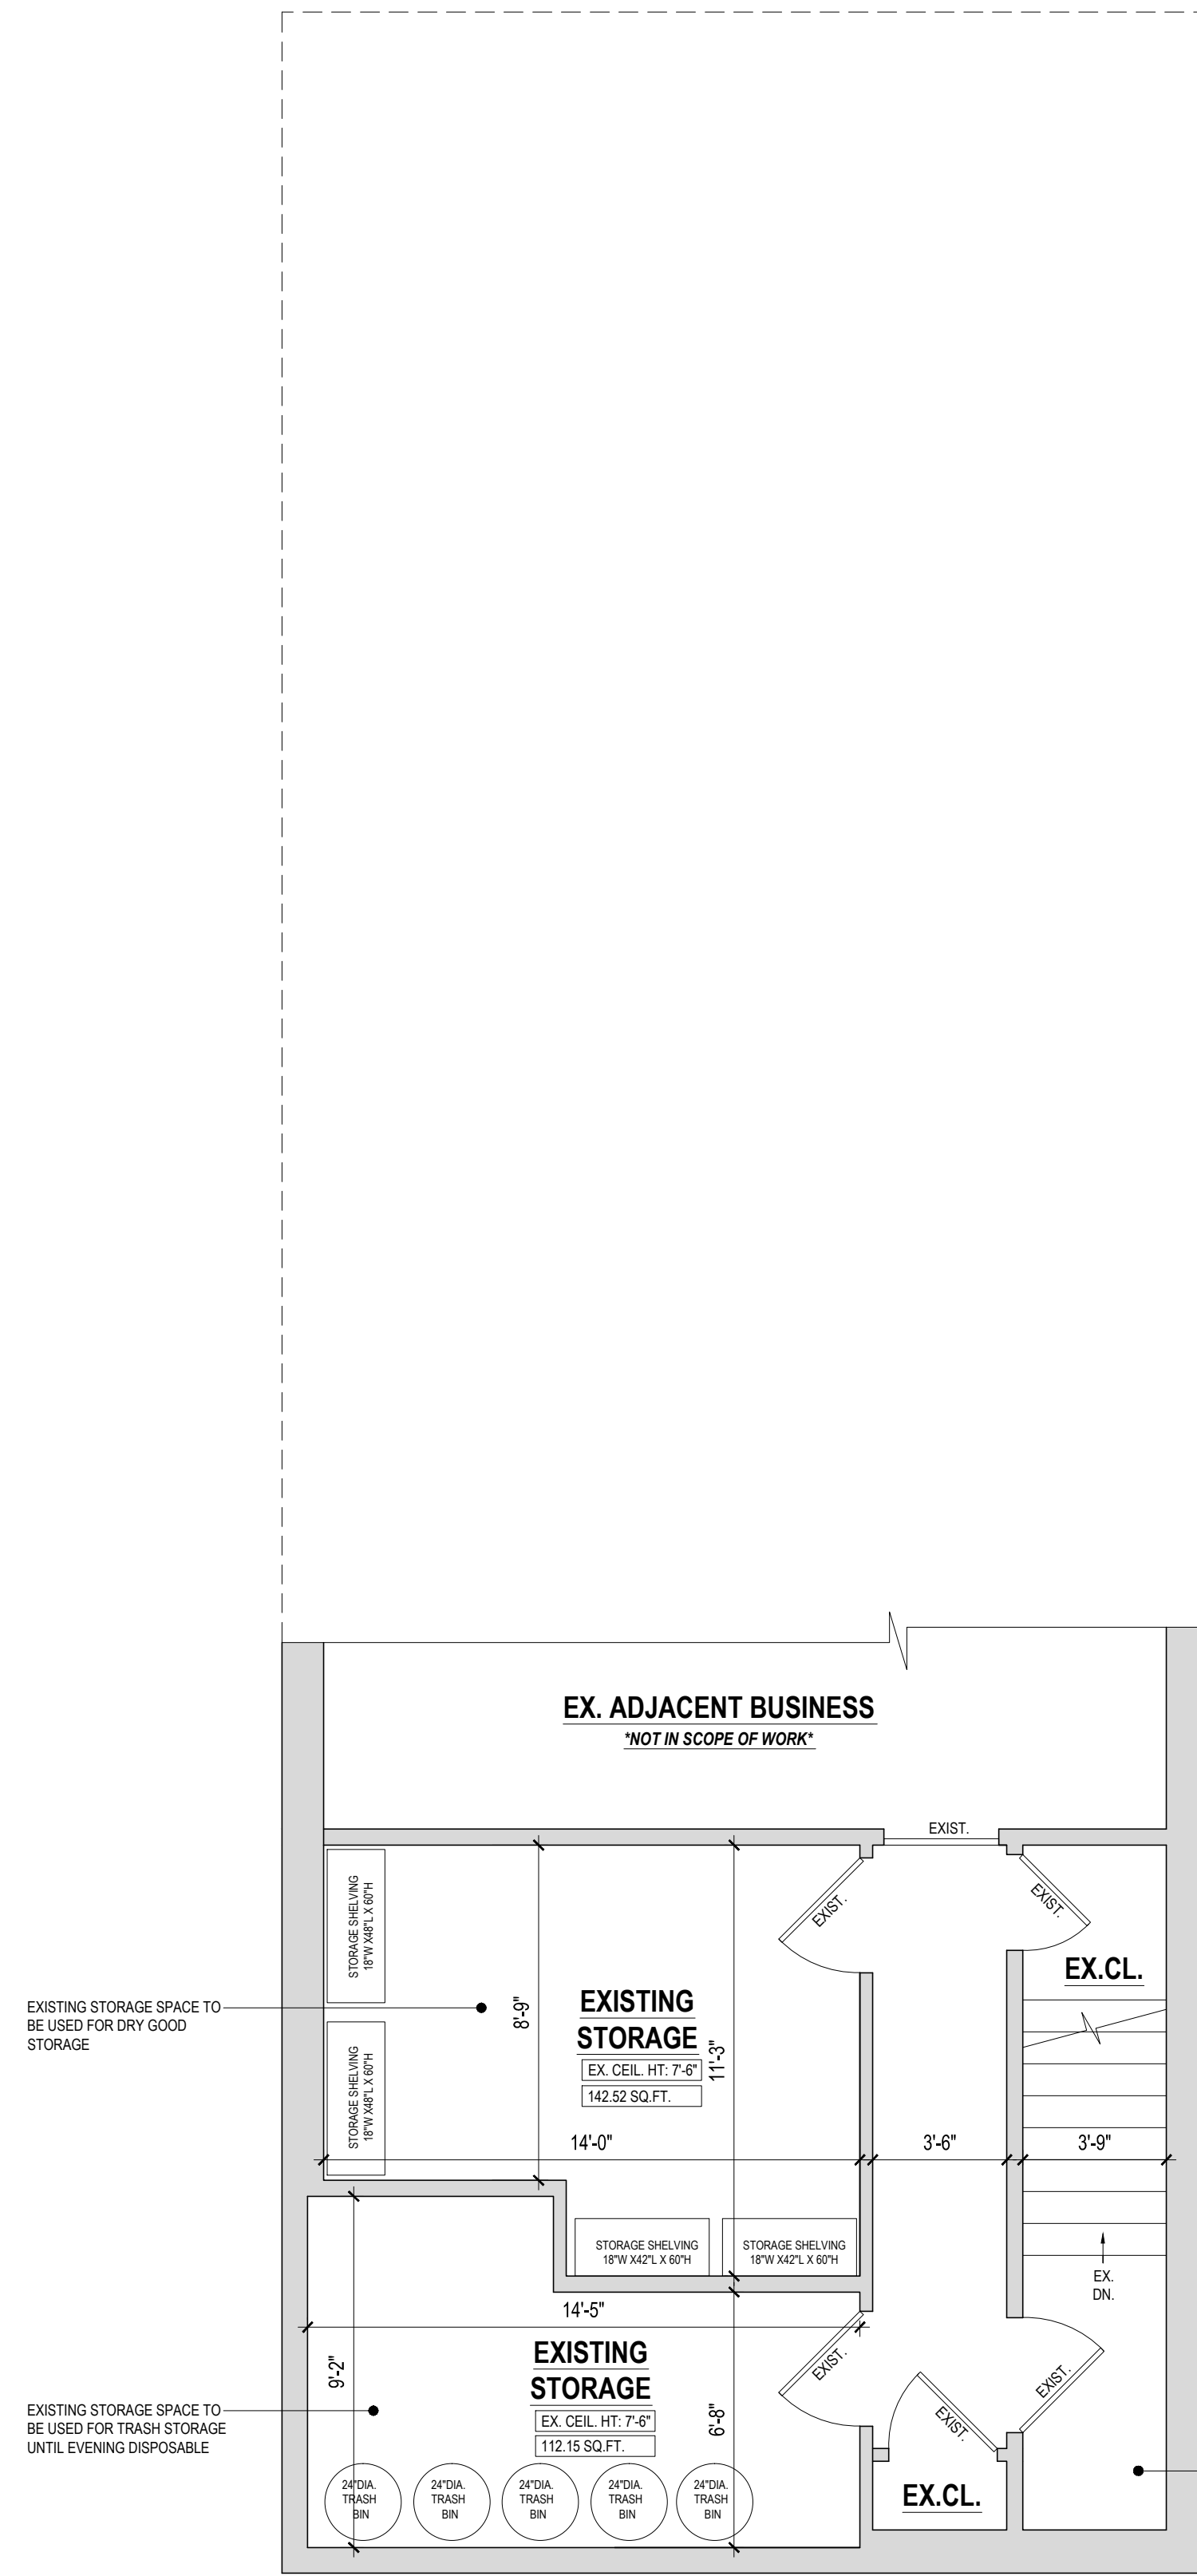 EX. ADJACENT BUSINESS
*NOT IN SCOPE OF WORK*
EXIST.
STORAGE SHELVING
18"W X48"L X 60"H
EXIST.
EXIST.
EX.CL.
EXISTING STORAGE SPACE TO
BE USED FOR DRY GOOD
STORAGE
8'-9"
EXISTING
STORAGE
EX. CEIL. HT: 7'-6"
142.52 SQ.FT.
11'-3"
STORAGE SHELVING
18"W X48"L X 60"H
14'-0"
3'-6"
3'-9"
STORAGE SHELVING
18"W X42"L X 60"H
STORAGE SHELVING
18"W X42"L X 60"H
EX.
DN.
14'-5"
9'-2"
EXISTING
STORAGE
EX. CEIL. HT: 7'-6"
112.15 SQ.FT.
6'-8"
EXIST.
EXIST.
EXIST.
EXISTING STORAGE SPACE TO
BE USED FOR TRASH STORAGE
UNTIL EVENING DISPOSABLE
24"DIA.
TRASH
BIN
24"DIA.
TRASH
BIN
24"DIA.
TRASH
BIN
24"DIA.
TRASH
BIN
24"DIA.
TRASH
BIN
EX.CL.